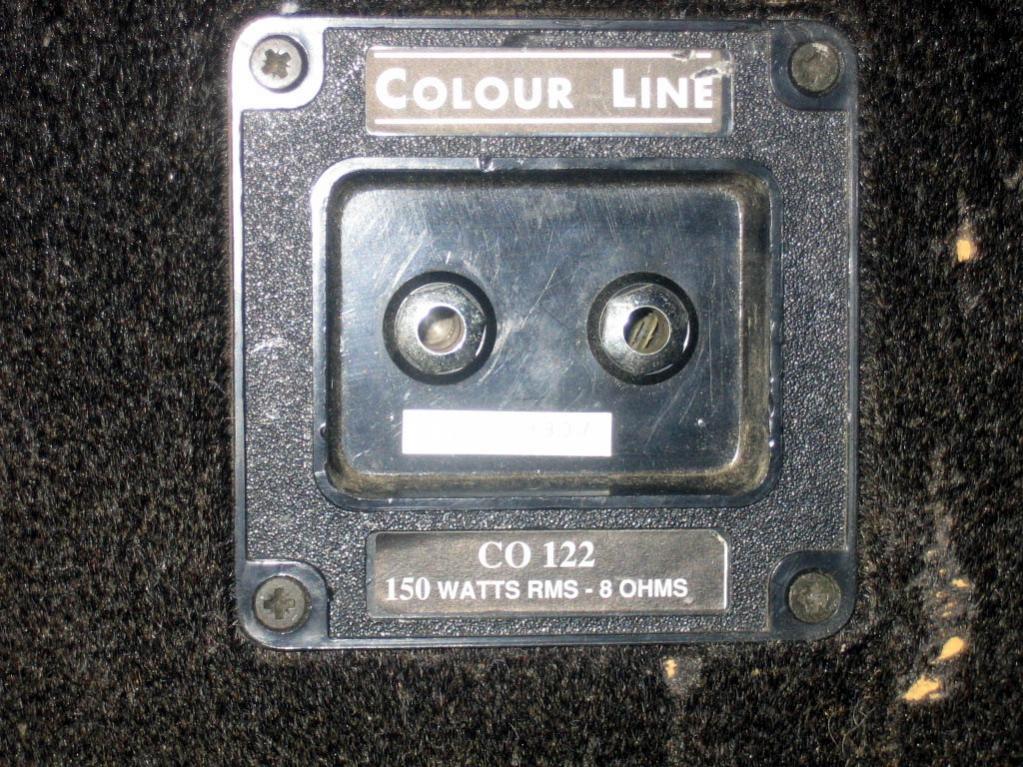 COLOUR LINE
CO 122
150 WATTS RMS - 8 OHMS